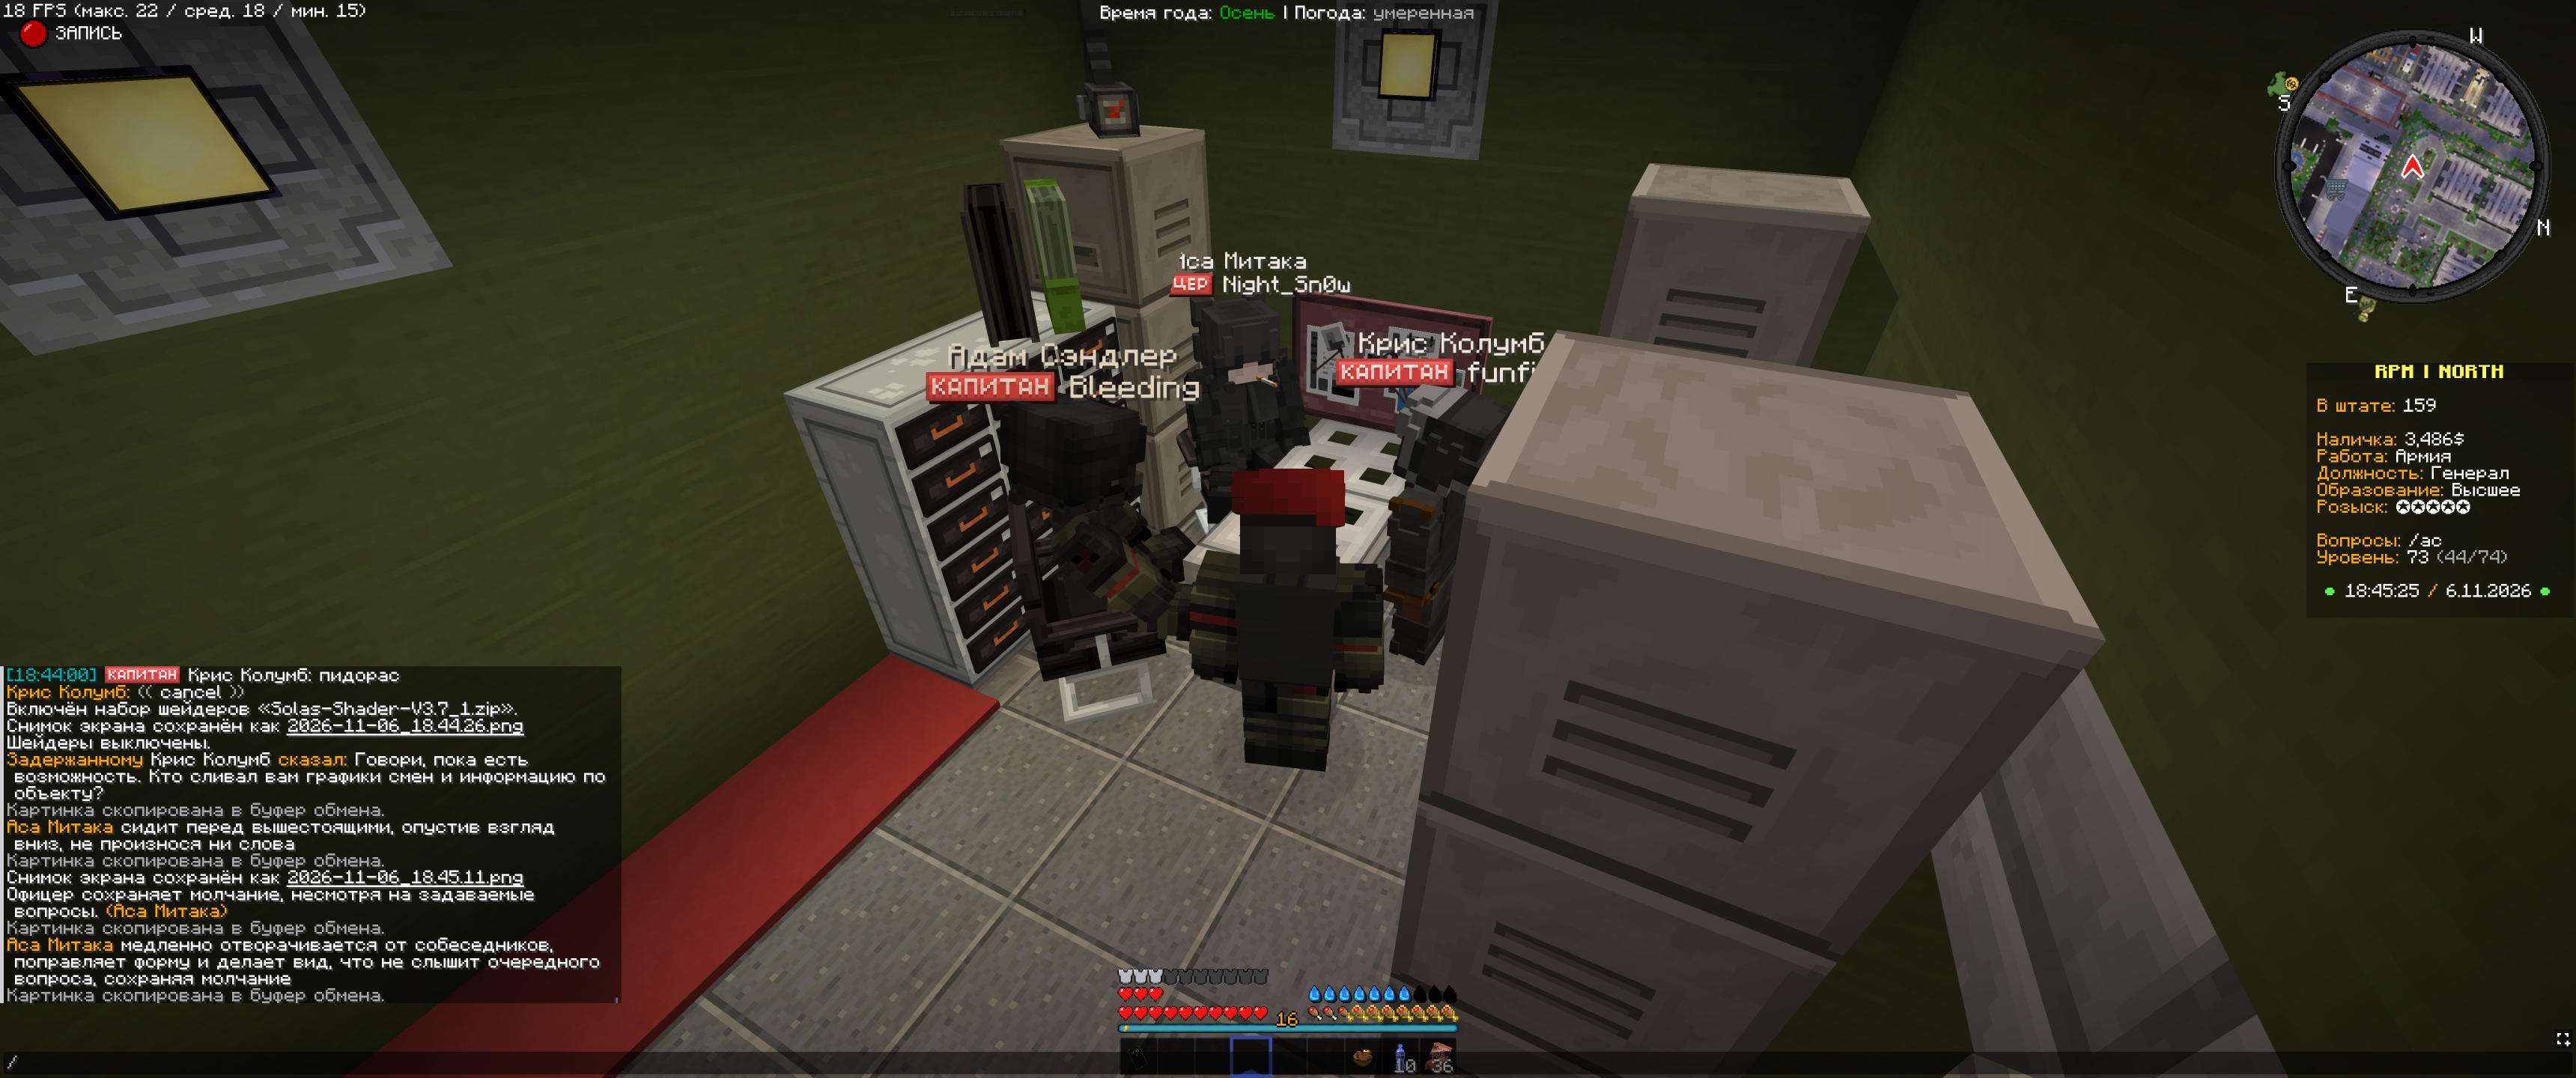 18 FPS (макс. 22 / сред. 18 / мин. 15)
ЗАПИСЬ
Время года: Осень | Погода: умеренная
W
S
N
E
1са Митака
ЦЕР Night_Sn0w
Крис Колумб
КАПИТАН funfi
Адам Сэндлер
КАПИТАН Bleeding
RPM | NORTH
В штате: 159
Наличка: 3,486$
Работа: Армия
Должность: Генерал
Образование: Высшее
Розыск: ✪✪✪✪✪
Вопросы: /ac
Уровень: 73 (44/74)
● 18:45:25 / 6.11.2026 ●
[18:44:00] КАПИТАН Крис Колумб: пидорас
Крис Колумб: (( cancel ))
Включён набор шейдеров «Solas-Shader-V3.7_1.zip».
Снимок экрана сохранён как 2026-11-06_18.44.26.png
Шейдеры выключены.
Задержанному Крис Колумб сказал: Говори, пока есть
возможность. Кто сливал вам графики смен и информацию по
объекту?
Картинка скопирована в буфер обмена.
Аса Митака сидит перед вышестоящими, опустив взгляд
вниз, не произнося ни слова
Картинка скопирована в буфер обмена.
Снимок экрана сохранён как 2026-11-06_18.45.11.png
Офицер сохраняет молчание, несмотря на задаваемые
вопросы. (Аса Митака)
Картинка скопирована в буфер обмена.
Аса Митака медленно отворачивается от собеседников,
поправляет форму и делает вид, что не слышит очередного
вопроса, сохраняя молчание
Картинка скопирована в буфер обмена.
16
10
36
/